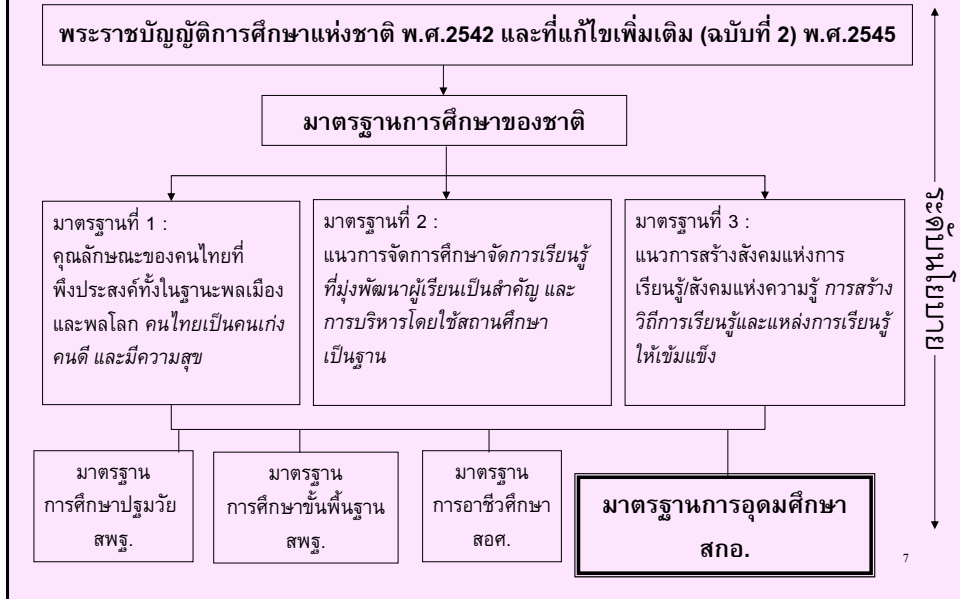 พระราชบัญญัติการศึกษาแห่งชาติ พ.ศ.2542 และที่แก้ไขเพิ่มเติม (ฉบับที่ 2) พ.ศ.2545
มาตรฐานการศึกษาของชาติ
มาตรฐานที่ 1 :
คุณลักษณะของคนไทยที่
พึงประสงค์ทั้งในฐานะพลเมือง
และพลโลก คนไทยเป็นคนเก่ง
คนดี และมีความสุข
มาตรฐานที่ 2 :
แนวการจัดการศึกษาจัดการเรียนรู้
ที่มุ่งพัฒนาผู้เรียนเป็นสำคัญ และ
การบริหารโดยใช้สถานศึกษา
เป็นฐาน
มาตรฐานที่ 3 :
แนวการสร้างสังคมแห่งการ
เรียนรู้/สังคมแห่งความรู้ การสร้าง
วิถีการเรียนรู้และแหล่งการเรียนรู้
ให้เข้มแข็ง
ระดับนโยบาย
มาตรฐาน
การศึกษาปฐมวัย
สพฐ.
มาตรฐาน
การศึกษาขั้นพื้นฐาน
สพฐ.
มาตรฐาน
การอาชีวศึกษา
สอศ.
มาตรฐานการอุดมศึกษา
สกอ.
7